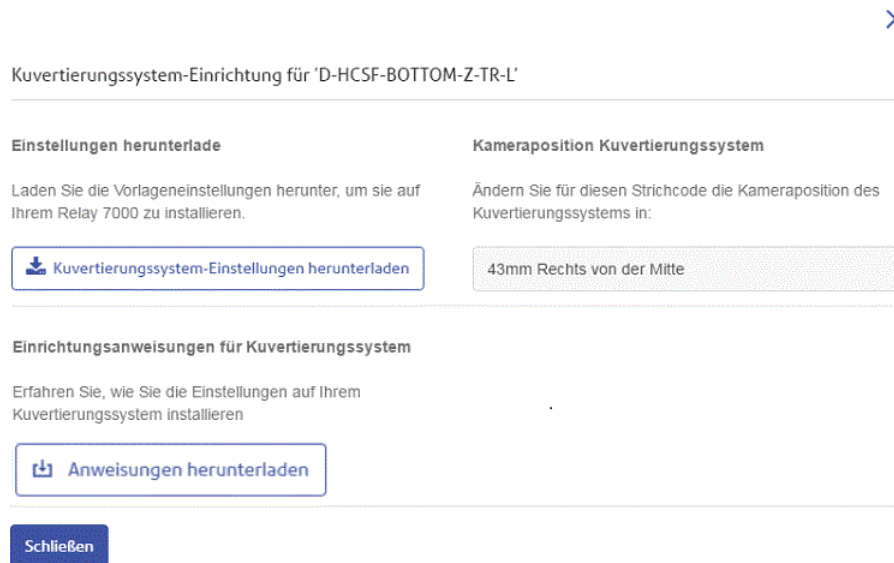 Kuvertierungssystem-Einrichtung für 'D-HCSF-BOTTOM-Z-TR-L'
Einstellungen herunterlade
Laden Sie die Vorlageneinstellungen herunter, um sie auf
Ihrem Relay 7000 zu installieren.
Kuvertierungssystem-Einstellungen herunterladen
Kameraposition Kuvertierungssystem
Ändern Sie für diesen Strichcode die Kameraposition des
Kuvertierungssystems in:
43mm Rechts von der Mitte
Einrichtungsanweisungen für Kuvertierungssystem
Erfahren Sie, wie Sie die Einstellungen auf Ihrem
Kuvertierungssystem installieren
Anweisungen herunterladen
Schließen